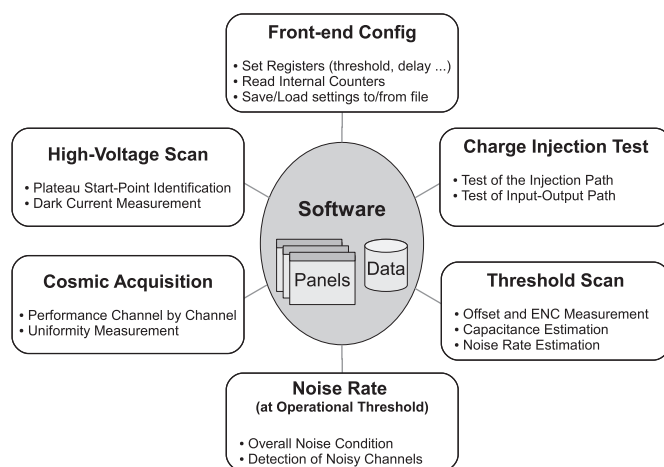 Front-end Config
• Set Registers (threshold, delay ...)
• Read Internal Counters
• Save/Load settings to/from file
High-Voltage Scan
• Plateau Start-Point Identification
• Dark Current Measurement
Charge Injection Test
• Test of the Injection Path
• Test of Input-Output Path
Software
Panels
Data
Cosmic Acquisition
• Performance Channel by Channel
• Uniformity Measurement
Threshold Scan
• Offset and ENC Measurement
• Capacitance Estimation
• Noise Rate Estimation
Noise Rate
(at Operational Threshold)
• Overall Noise Condition
• Detection of Noisy Channels